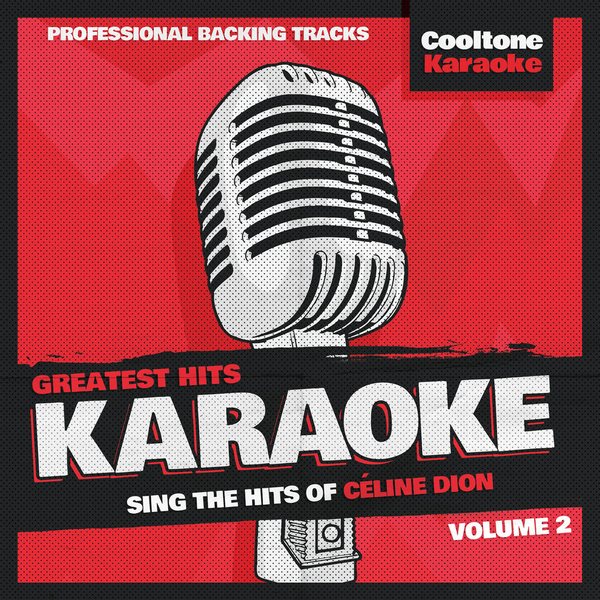 PROFESSIONAL BACKING TRACKS
Cooltone
Karaoke
GREATEST HITS
KARAOKE
SING THE HITS OF CÉLINE DION
VOLUME 2